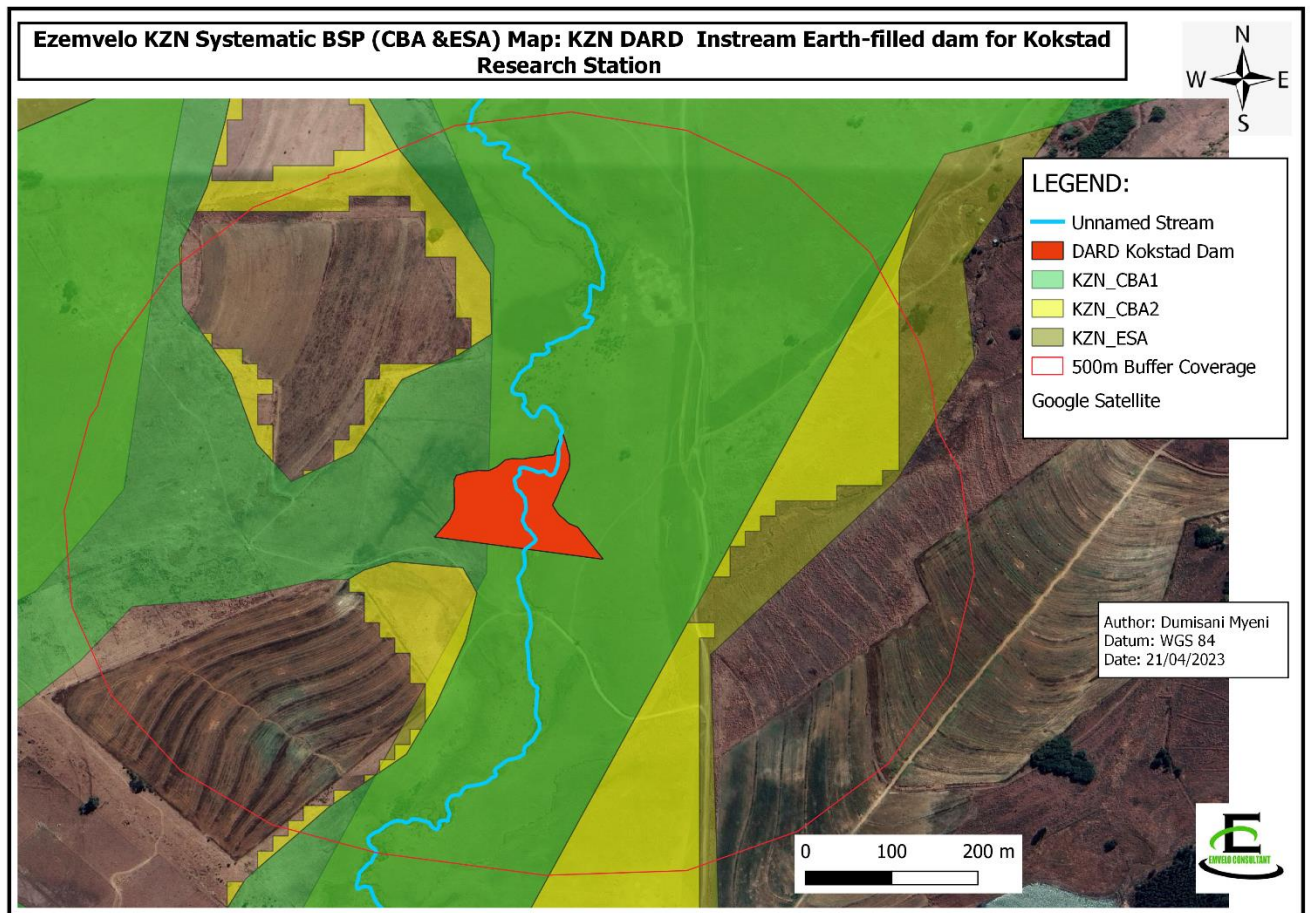 Ezemvelo KZN Systematic BSP (CBA &ESA) Map: KZN DARD Instream Earth-filled dam for Kokstad
Research Station
N
W E
S
LEGEND:
Unnamed Stream
DARD Kokstad Dam
KZN_CBA1
KZN_CBA2
KZN_ESA
500m Buffer Coverage
Google Satellite
Author: Dumisani Myeni
Datum: WGS 84
Date: 21/04/2023
0 100 200 m
E
EMVELO CONSULTANT